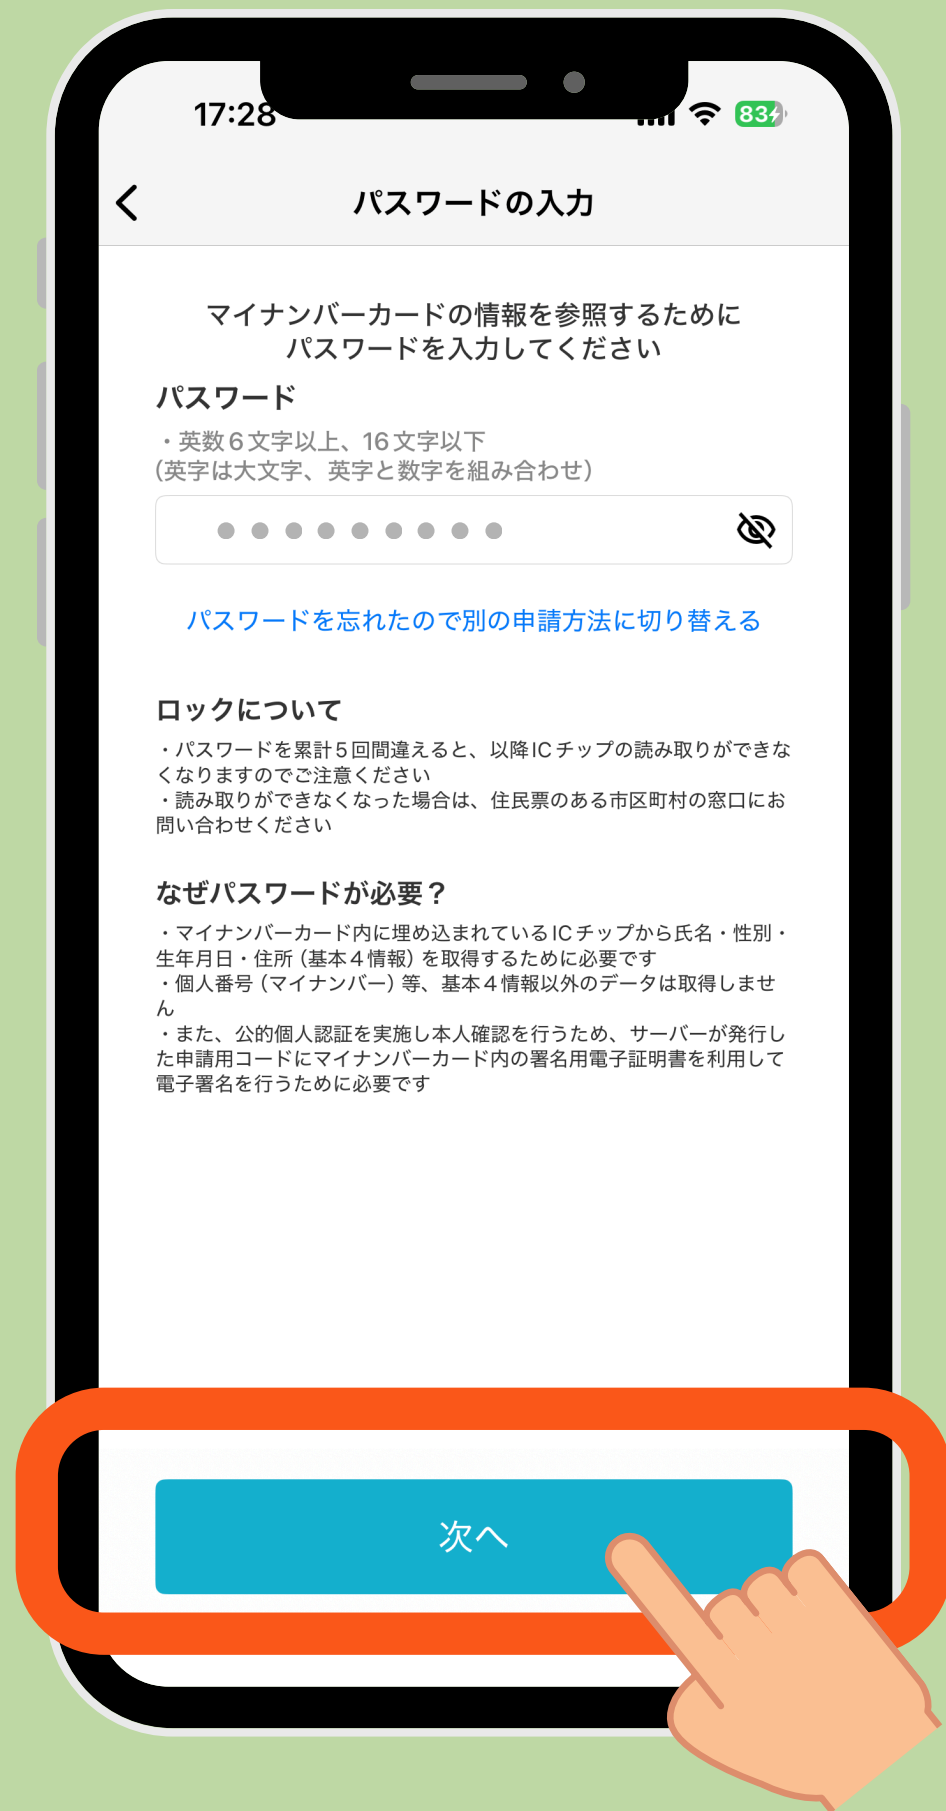 17:28
83
パスワードの入力
マイナンバーカードの情報を参照するために
パスワードを入力してください
パスワード
・英数6文字以上、16文字以下
(英字は大文字、英字と数字を組み合わせ)
パスワードを忘れたので別の申請方法に切り替える
ロックについて
・パスワードを累計5回間違えると、以降ICチップの読み取りができな
くなりますのでご注意ください
・読み取りができなくなった場合は、住民票のある市区町村の窓口にお
問い合わせください
なぜパスワードが必要?
・マイナンバーカード内に埋め込まれているICチップから氏名・性別・
生年月日・住所(基本4情報)を取得するために必要です
・個人番号(マイナンバー)等、基本4情報以外のデータは取得しませ
ん
・また、公的個人認証を実施し本人確認を行うため、サーバーが発行し
た申請用コードにマイナンバーカード内の署名用電子証明書を利用して
電子署名を行うために必要です
次へ